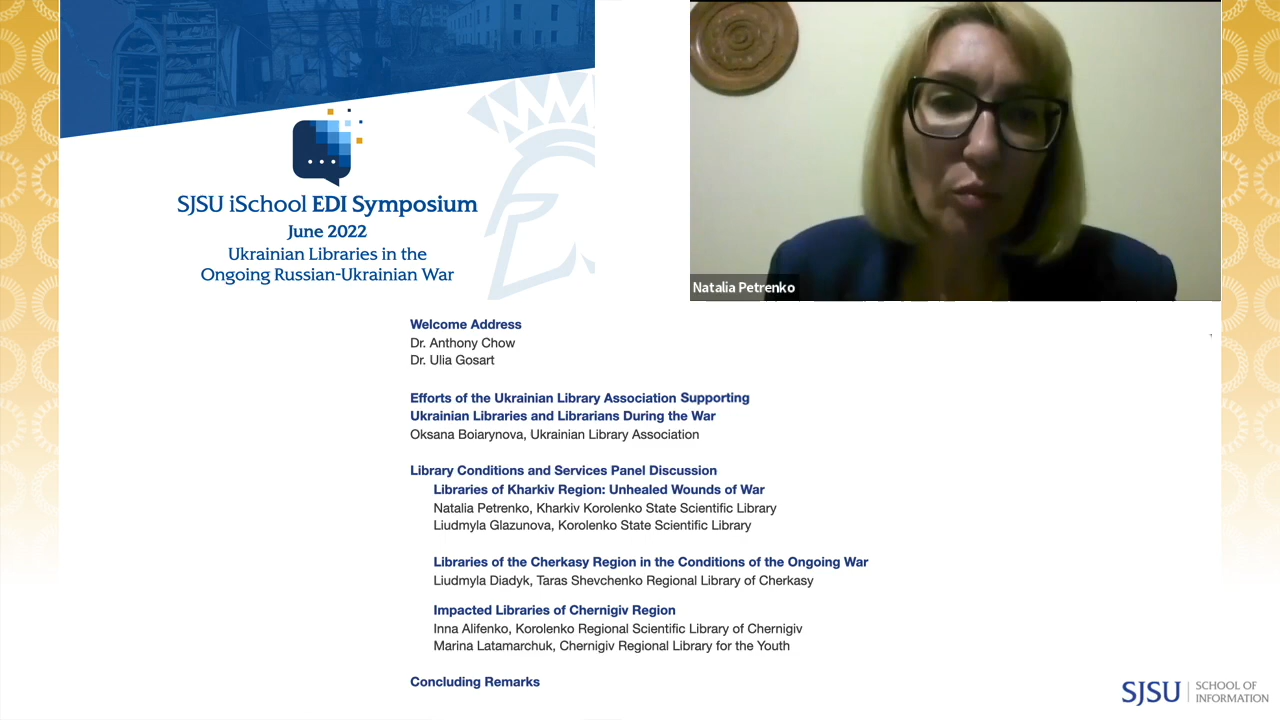 SJSU iSchool EDI Symposium
June 2022
Ukrainian Libraries in the
Ongoing Russian-Ukrainian War
Natalia Petrenko
Welcome Address
Dr. Anthony Chow
Dr. Ulia Gosart
Efforts of the Ukrainian Library Association Supporting
Ukrainian Libraries and Librarians During the War
Oksana Boiarynova, Ukrainian Library Association
Library Conditions and Services Panel Discussion
Libraries of Kharkiv Region: Unhealed Wounds of War
Natalia Petrenko, Kharkiv Korolenko State Scientific Library
Liudmyla Glazunova, Korolenko State Scientific Library
Libraries of the Cherkasy Region in the Conditions of the Ongoing War
Liudmyla Diadyk, Taras Shevchenko Regional Library of Cherkasy
Impacted Libraries of Chernigiv Region
Inna Alifenko, Korolenko Regional Scientific Library of Chernigiv
Marina Latamarchuk, Chernigiv Regional Library for the Youth
Concluding Remarks
SJSU SCHOOL OF
INFORMATION